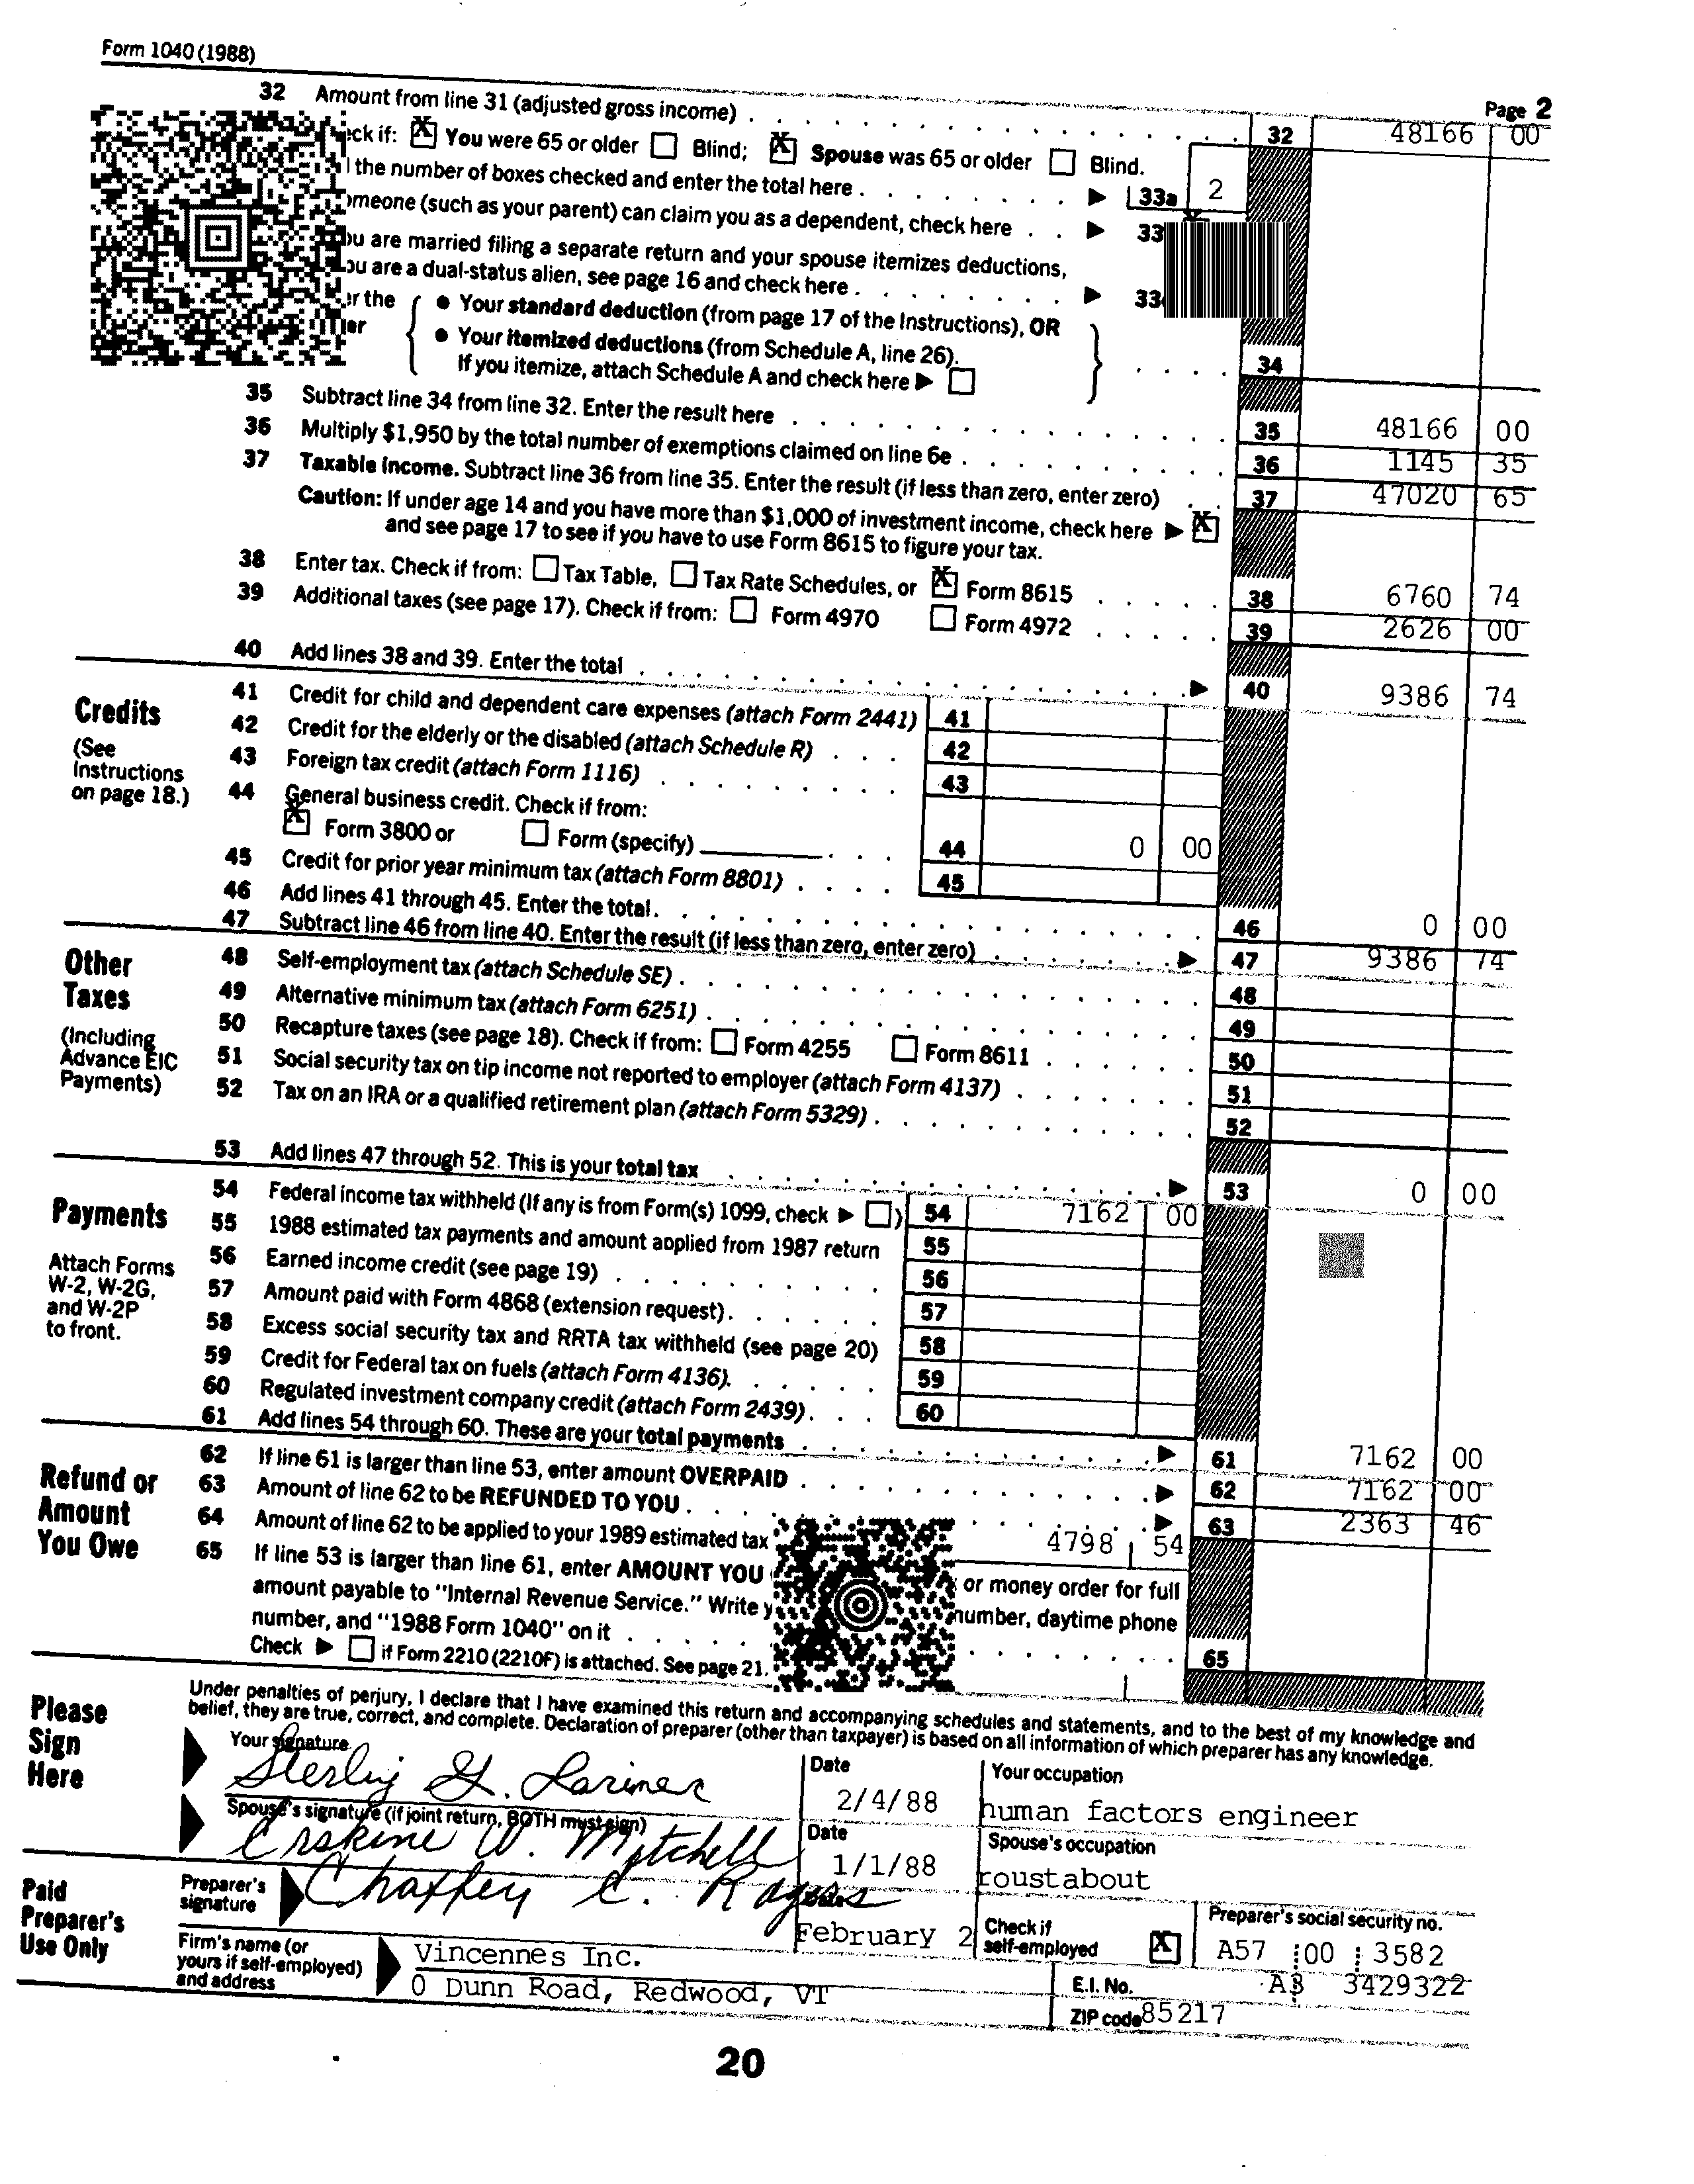 Form 1040 (1988)
Page 2
32 Amount from line 31 (adjusted gross income) . . . 32 48166 00
eck if: X You were 65 or older Blind; X Spouse was 65 or older Blind.
the number of boxes checked and enter the total here . . . 33a 2
omeone (such as your parent) can claim you as a dependent, check here . . 33
ou are married filing a separate return and your spouse itemizes deductions,
ou are a dual-status alien, see page 16 and check here . . . 33
er the • Your standard deduction (from page 17 of the Instructions), OR
• Your itemized deductions (from Schedule A, line 26).
If you itemize, attach Schedule A and check here . . . . 34
35 Subtract line 34 from line 32. Enter the result here . . . 35 48166 00
36 Multiply $1,950 by the total number of exemptions claimed on line 6e . . . 36 1145 35
37 Taxable income. Subtract line 36 from line 35. Enter the result (if less than zero, enter zero) . . 37 47020 65
Caution: If under age 14 and you have more than $1,000 of investment income, check here X
and see page 17 to see if you have to use Form 8615 to figure your tax.
38 Enter tax. Check if from: Tax Table, Tax Rate Schedules, or X Form 8615 . . . 38 6760 74
39 Additional taxes (see page 17). Check if from: Form 4970 Form 4972 . . . 39 2626 00
40 Add lines 38 and 39. Enter the total . . . 40 9386 74
Credits
(See
Instructions
on page 18.)
41 Credit for child and dependent care expenses (attach Form 2441) 41
42 Credit for the elderly or the disabled (attach Schedule R) . . . 42
43 Foreign tax credit (attach Form 1116) . . . 43
44 General business credit. Check if from:
X Form 3800 or Form (specify) . . . 44 0 00
45 Credit for prior year minimum tax (attach Form 8801) . . . . 45
46 Add lines 41 through 45. Enter the total . . . 46 0 00
47 Subtract line 46 from line 40. Enter the result (if less than zero, enter zero) . . . 47 9386 74
Other
Taxes
(Including
Advance EIC
Payments)
48 Self-employment tax (attach Schedule SE) . . . 48
49 Alternative minimum tax (attach Form 6251) . . . 49
50 Recapture taxes (see page 18). Check if from: Form 4255 Form 8611 . . . 50
51 Social security tax on tip income not reported to employer (attach Form 4137) . . . 51
52 Tax on an IRA or a qualified retirement plan (attach Form 5329) . . . 52
53 Add lines 47 through 52. This is your total tax . . . 53 0 00
Payments
Attach Forms
W-2, W-2G,
and W-2P
to front.
54 Federal income tax withheld (If any is from Form(s) 1099, check ) 54 7162 00
55 1988 estimated tax payments and amount applied from 1987 return 55
56 Earned income credit (see page 19) . . . 56
57 Amount paid with Form 4868 (extension request) . . . 57
58 Excess social security tax and RRTA tax withheld (see page 20) 58
59 Credit for Federal tax on fuels (attach Form 4136). . . . 59
60 Regulated investment company credit (attach Form 2439) . . . 60
61 Add lines 54 through 60. These are your total payments . . . 61 7162 00
Refund or
Amount
You Owe
62 If line 61 is larger than line 53, enter amount OVERPAID . . . 62 7162 00
63 Amount of line 62 to be REFUNDED TO YOU . . . 63 2363 46
64 Amount of line 62 to be applied to your 1989 estimated tax 4798 54
65 If line 53 is larger than line 61, enter AMOUNT YOU or money order for full
amount payable to "Internal Revenue Service." Write number, daytime phone
number, and "1988 Form 1040" on it . . . 65
Check if Form 2210 (2210F) is attached. See page 21.
Please
Sign
Here
Under penalties of perjury, I declare that I have examined this return and accompanying schedules and statements, and to the best of my knowledge and
belief, they are true, correct, and complete. Declaration of preparer (other than taxpayer) is based on all information of which preparer has any knowledge.
Your signature Sterling G. Lorimer Date 2/4/88 Your occupation human factors engineer
Spouse's signature (if joint return, BOTH must sign) Erskine W. Mitchell Date 1/1/88 Spouse's occupation roustabout
Paid
Preparer's
Use Only
Preparer's signature Chaffey C. Rogers Date February 2 Check if self-employed X Preparer's social security no. A57 00 3582
Firm's name (or yours if self-employed) and address Vincennes Inc. E.I. No. A3 3429322
0 Dunn Road, Redwood, VT ZIP code 85217
20